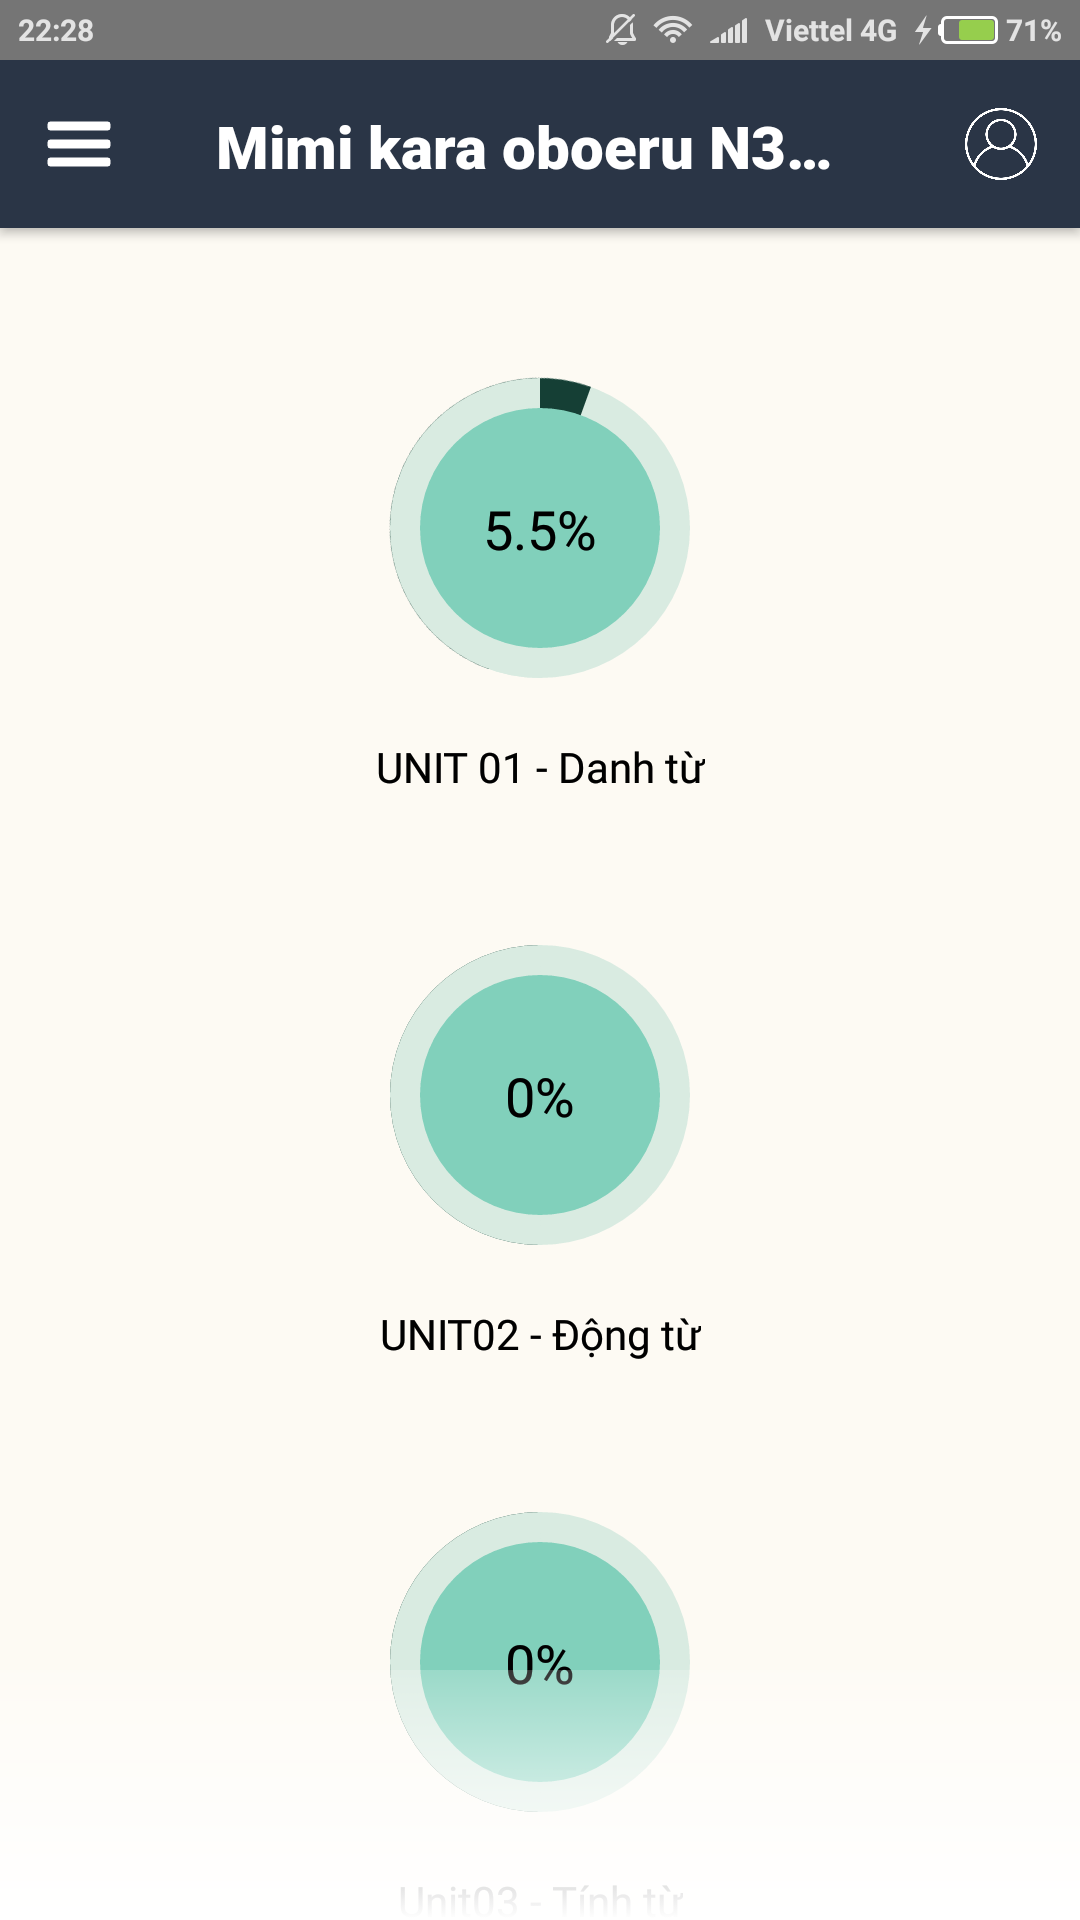 22:28 Viettel 4G 71%
Mimi kara oboeru N3...
5.5%
UNIT 01 - Danh từ
0%
UNIT02 - Động từ
0%
Unit03 - Tính từ